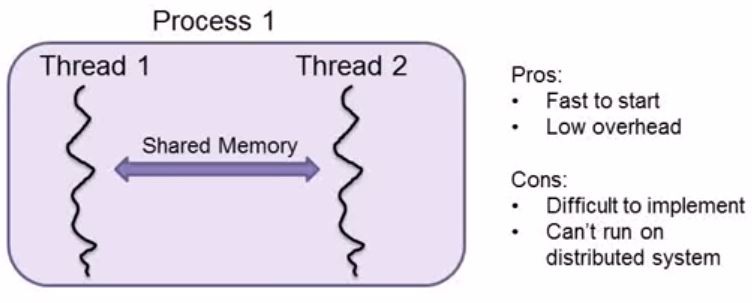 Process 1
Thread 1
Thread 2
Shared Memory
Pros:
• Fast to start
• Low overhead
Cons:
• Difficult to implement
• Can't run on
distributed system